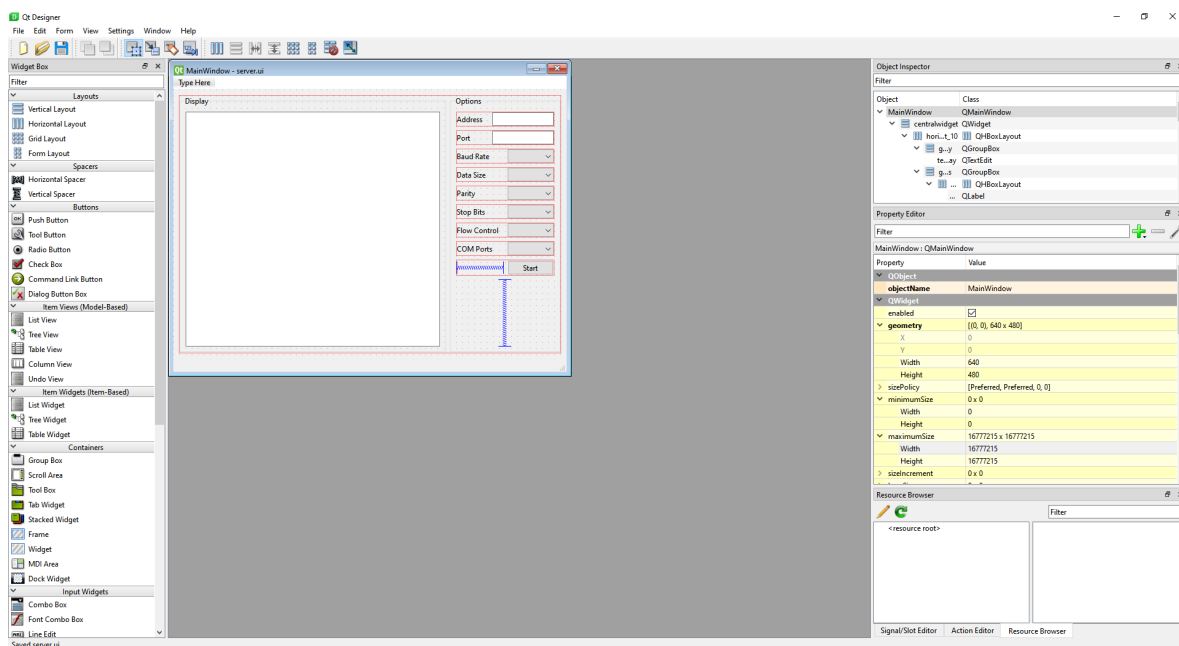 Qt Designer
File Edit Form View Settings Window Help
Widget Box
Filter
Layouts
Vertical Layout
Horizontal Layout
Grid Layout
Form Layout
Spacers
Horizontal Spacer
Vertical Spacer
Buttons
Push Button
Tool Button
Radio Button
Check Box
Command Link Button
Dialog Button Box
Item Views (Model-Based)
List View
Tree View
Table View
Column View
Undo View
Item Widgets (Item-Based)
List Widget
Tree Widget
Table Widget
Containers
Group Box
Scroll Area
Tool Box
Tab Widget
Stacked Widget
Frame
Widget
MDI Area
Dock Widget
Input Widgets
Combo Box
Font Combo Box
Line Edit
Saved server.ui
MainWindow - server.ui
Type Here
Display
Options
Address
Port
Baud Rate
Data Size
Parity
Stop Bits
Flow Control
COM Ports
Start
Object Inspector
Filter
Object Class
MainWindow QMainWindow
centralwidget QWidget
hori...t_10 QHBoxLayout
g...y QGroupBox
te...ay QTextEdit
g...s QGroupBox
... QHBoxLayout
... QLabel
Property Editor
Filter
MainWindow : QMainWindow
Property Value
QObject
objectName MainWindow
QWidget
enabled
geometry [(0, 0), 640 x 480]
X 0
Y 0
Width 640
Height 480
sizePolicy [Preferred, Preferred, 0, 0]
minimumSize 0 x 0
Width 0
Height 0
maximumSize 16777215 x 16777215
Width 16777215
Height 16777215
sizeIncrement 0 x 0
Resource Browser
Filter
<resource root>
Signal/Slot Editor Action Editor Resource Browser